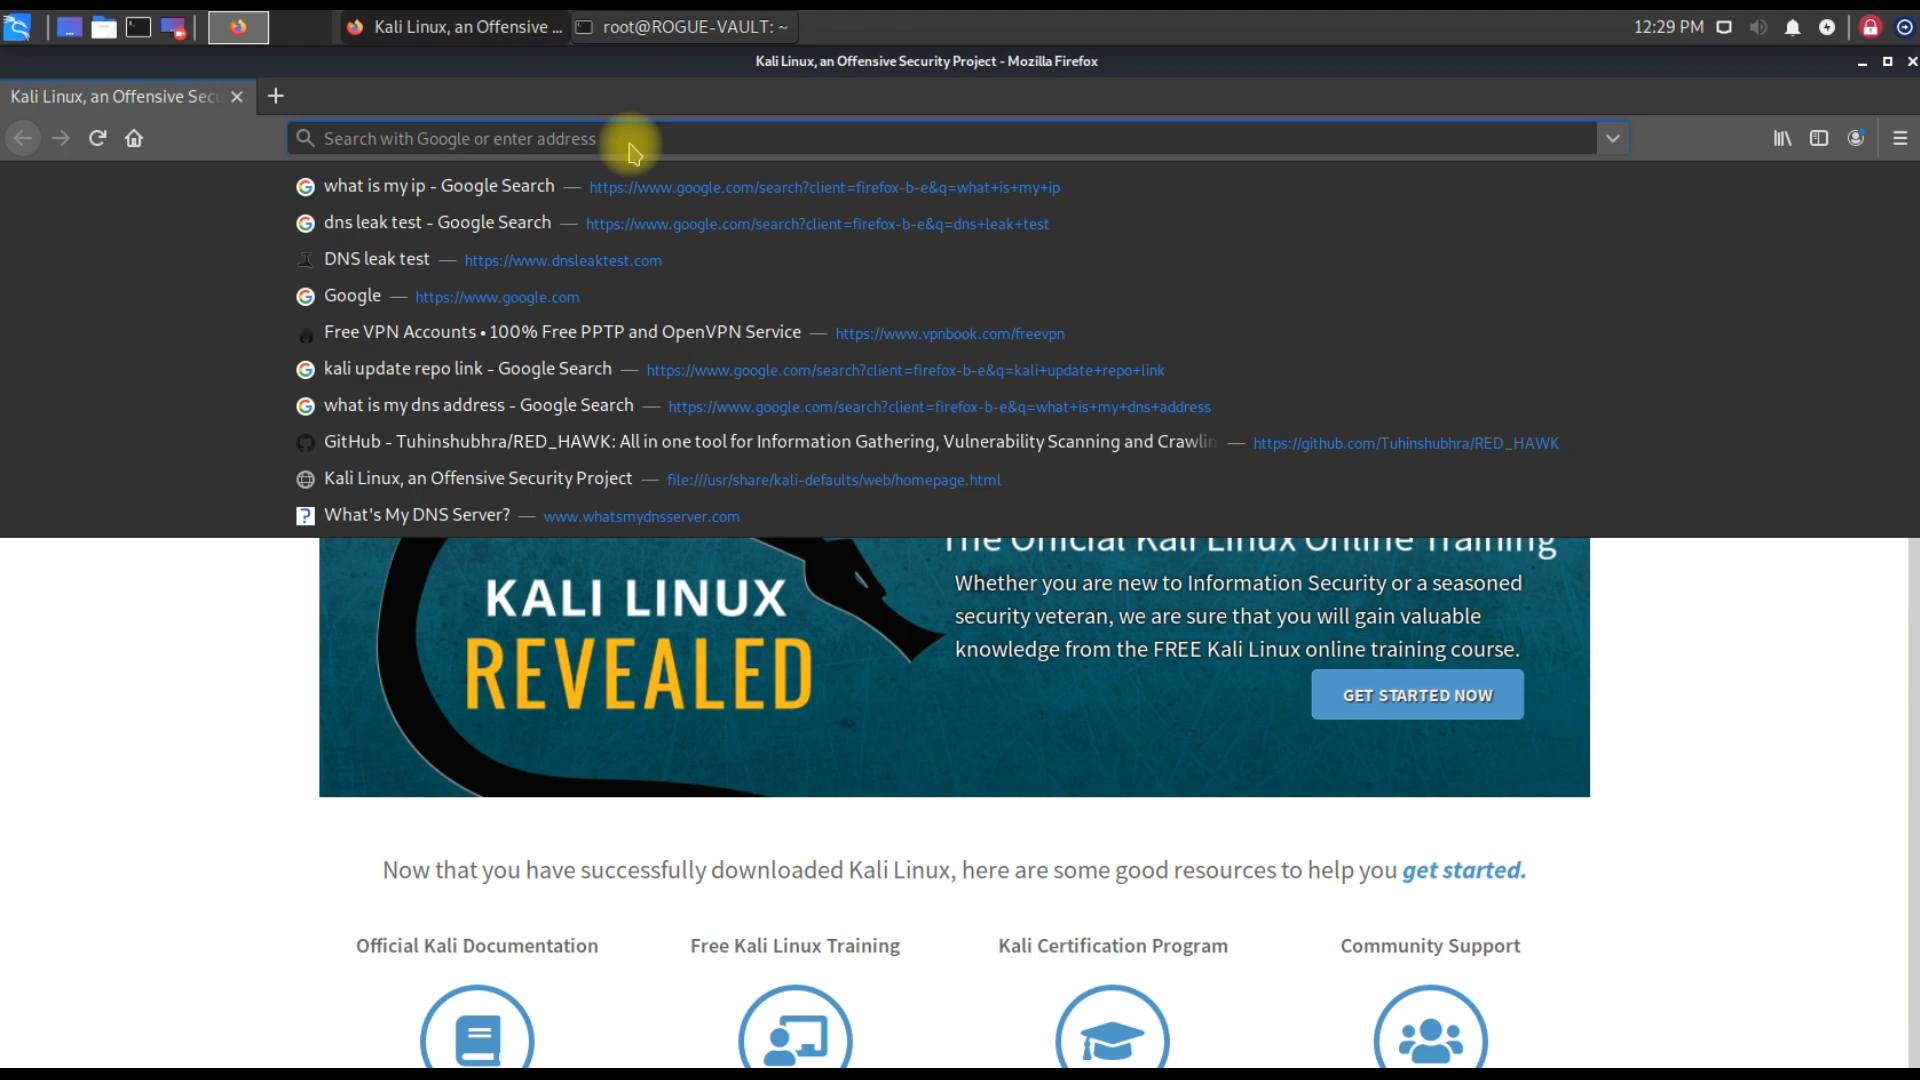 Kali Linux, an Offensive ...
root@ROGUE-VAULT: ~
12:29 PM
Kali Linux, an Offensive Security Project - Mozilla Firefox
Kali Linux, an Offensive Secu
Search with Google or enter address
what is my ip - Google Search — https://www.google.com/search?client=firefox-b-e&q=what+is+my+ip
dns leak test - Google Search — https://www.google.com/search?client=firefox-b-e&q=dns+leak+test
DNS leak test — https://www.dnsleaktest.com
Google — https://www.google.com
Free VPN Accounts • 100% Free PPTP and OpenVPN Service — https://www.vpnbook.com/freevpn
kali update repo link - Google Search — https://www.google.com/search?client=firefox-b-e&q=kali+update+repo+link
what is my dns address - Google Search — https://www.google.com/search?client=firefox-b-e&q=what+is+my+dns+address
GitHub - Tuhinshubhra/RED_HAWK: All in one tool for Information Gathering, Vulnerability Scanning and Crawlin — https://github.com/Tuhinshubhra/RED_HAWK
Kali Linux, an Offensive Security Project — file:///usr/share/kali-defaults/web/homepage.html
What's My DNS Server? — www.whatsmydnsserver.com
The Official Kali Linux Online Training
KALI LINUX
REVEALED
Whether you are new to Information Security or a seasoned
security veteran, we are sure that you will gain valuable
knowledge from the FREE Kali Linux online training course.
GET STARTED NOW
Now that you have successfully downloaded Kali Linux, here are some good resources to help you get started.
Official Kali Documentation
Free Kali Linux Training
Kali Certification Program
Community Support